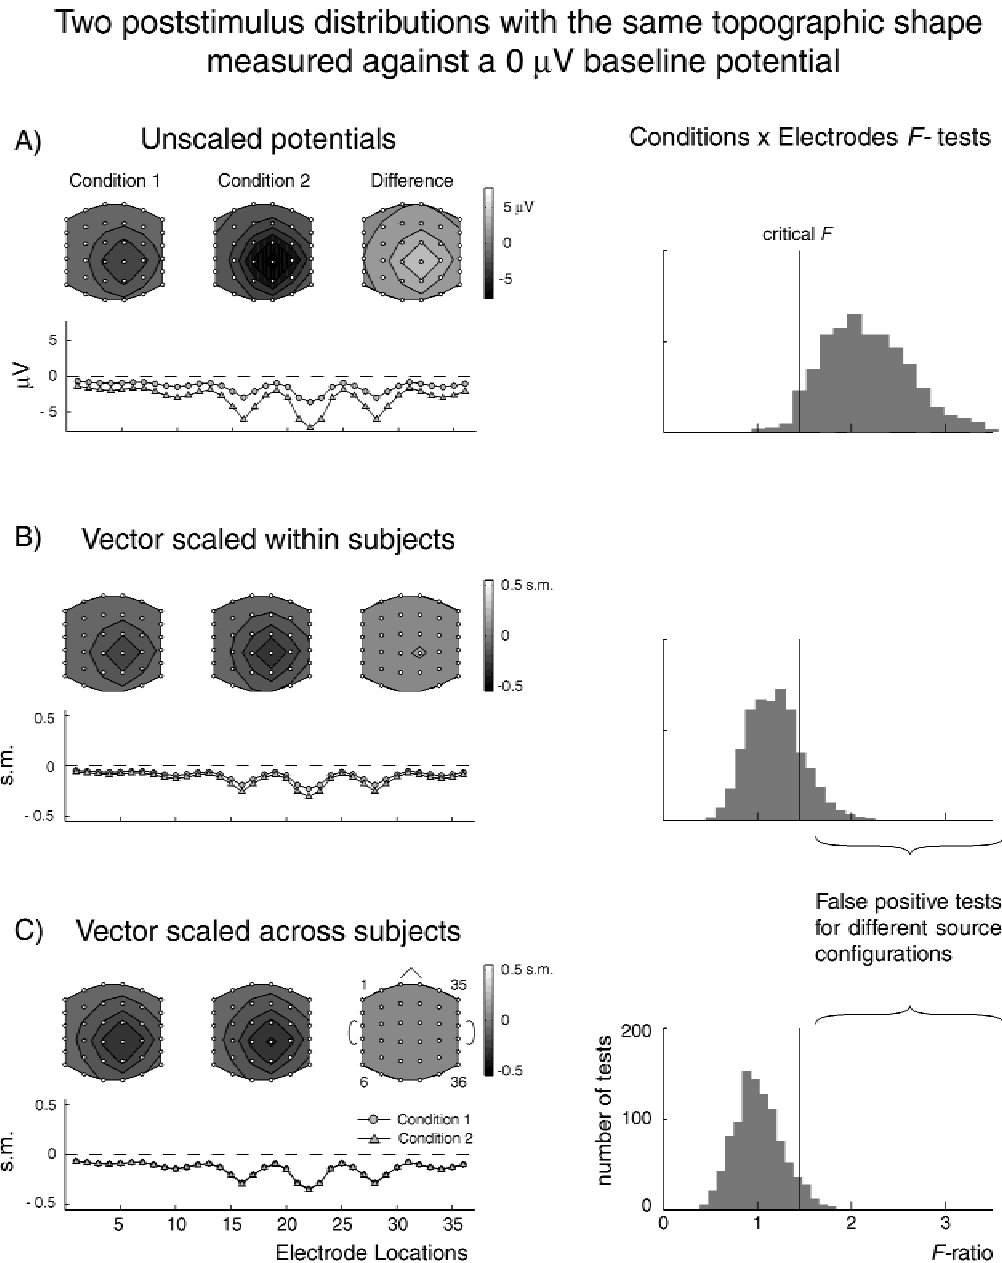 Two poststimulus distributions with the same topographic shape
measured against a 0 μV baseline potential
A) Unscaled potentials
Conditions x Electrodes F- tests
Condition 1 Condition 2 Difference
5 μV
0
-5
critical F
μV
5
0
- 5
B) Vector scaled within subjects
0.5 s.m.
0
-0.5
s.m.
0.5
0
- 0.5
False positive tests
for different source
configurations
C) Vector scaled across subjects
1 35
6 36
0.5 s.m.
0
-0.5
Condition 1
Condition 2
s.m.
0.5
0
- 0.5
5 10 15 20 25 30 35
Electrode Locations
number of tests
200
100
0
0 1 2 3
F-ratio